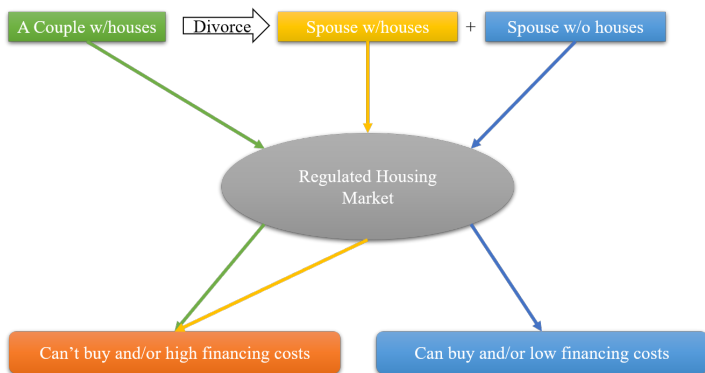 A Couple w/houses
Divorce
Spouse w/houses
+
Spouse w/o houses
Regulated Housing
Market
Can't buy and/or high financing costs
Can buy and/or low financing costs